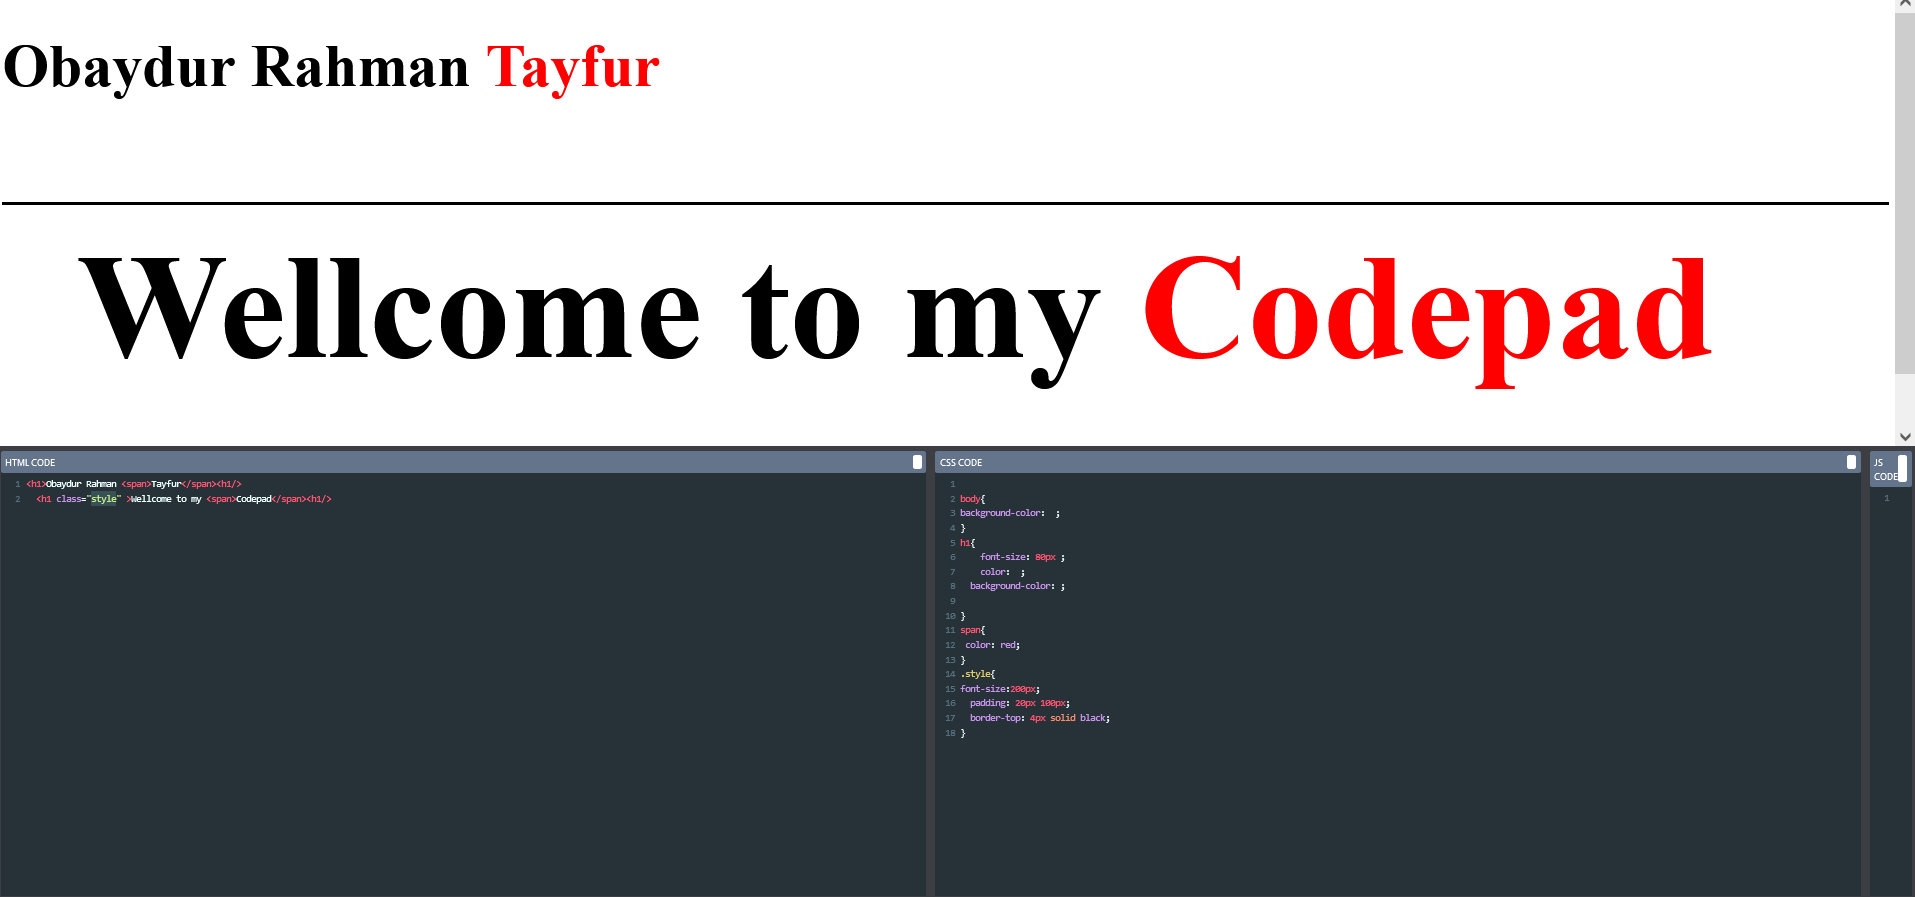 Obaydur Rahman Tayfur
Wellcome to my Codepad
HTML CODE
1 <h1>Obaydur Rahman <span>Tayfur</span><h1/>
2 <h1 class="style" >Wellcome to my <span>Codepad</span><h1/>
CSS CODE
1
2 body{
3 background-color:  ;
4 }
5 h1{
6 font-size: 80px ;
7 color:  ;
8 background-color: ;
9
10 }
11 span{
12 color: red;
13 }
14 .style{
15 font-size:200px;
16 padding: 20px 100px;
17 border-top: 4px solid black;
18 }
JS
CODE
1